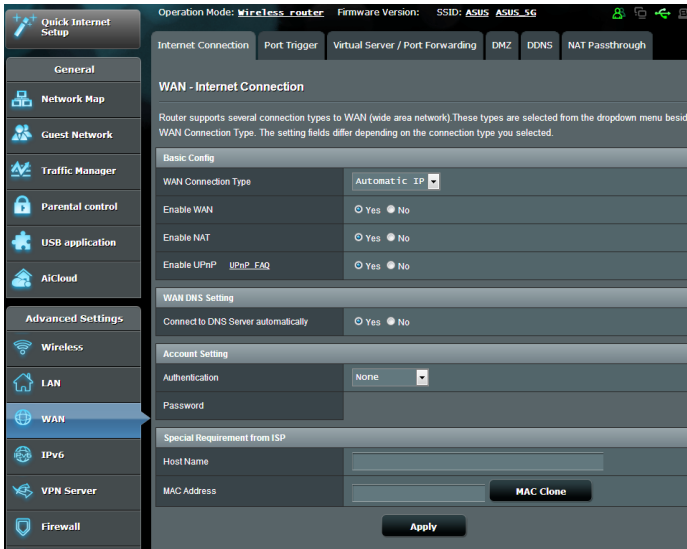 Quick Internet
Setup
Operation Mode: Wireless router Firmware Version: SSID: ASUS ASUS_5G
Internet Connection Port Trigger Virtual Server / Port Forwarding DMZ DDNS NAT Passthrough
General
Network Map
Guest Network
Traffic Manager
Parental control
USB application
AiCloud
Advanced Settings
Wireless
LAN
WAN
IPv6
VPN Server
Firewall
WAN - Internet Connection
Router supports several connection types to WAN (wide area network).These types are selected from the dropdown menu besid
WAN Connection Type. The setting fields differ depending on the connection type you selected.
Basic Config
WAN Connection Type Automatic IP
Enable WAN Yes No
Enable NAT Yes No
Enable UPnP UPnP FAQ Yes No
WAN DNS Setting
Connect to DNS Server automatically Yes No
Account Setting
Authentication None
Password
Special Requirement from ISP
Host Name
MAC Address MAC Clone
Apply